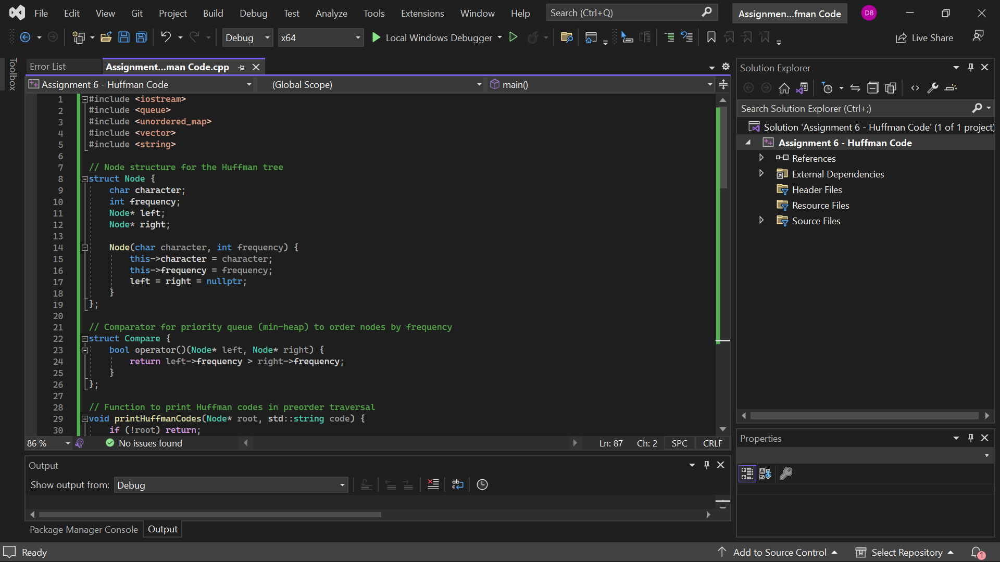 File Edit View Git Project Build Debug Test Analyze Tools Extensions Window Help Search (Ctrl+Q) Assignmen...fman Code DB
Debug x64 Local Windows Debugger Live Share
Toolbox
Error List Assignment...man Code.cpp
Assignment 6 - Huffman Code (Global Scope) main()
1 #include <iostream>
2 #include <queue>
3 #include <unordered_map>
4 #include <vector>
5 #include <string>
6
7 // Node structure for the Huffman tree
8 struct Node {
9 char character;
10 int frequency;
11 Node* left;
12 Node* right;
13
14 Node(char character, int frequency) {
15 this->character = character;
16 this->frequency = frequency;
17 left = right = nullptr;
18 }
19 };
20
21 // Comparator for priority queue (min-heap) to order nodes by frequency
22 struct Compare {
23 bool operator()(Node* left, Node* right) {
24 return left->frequency > right->frequency;
25 }
26 };
27
28 // Function to print Huffman codes in preorder traversal
29 void printHuffmanCodes(Node* root, std::string code) {
30 if (!root) return;
86 % No issues found Ln: 87 Ch: 2 SPC CRLF
Output
Show output from: Debug
Package Manager Console Output
Solution Explorer
Search Solution Explorer (Ctrl+;)
Solution 'Assignment 6 - Huffman Code' (1 of 1 project)
Assignment 6 - Huffman Code
References
External Dependencies
Header Files
Resource Files
Source Files
Properties
Ready Add to Source Control Select Repository 1